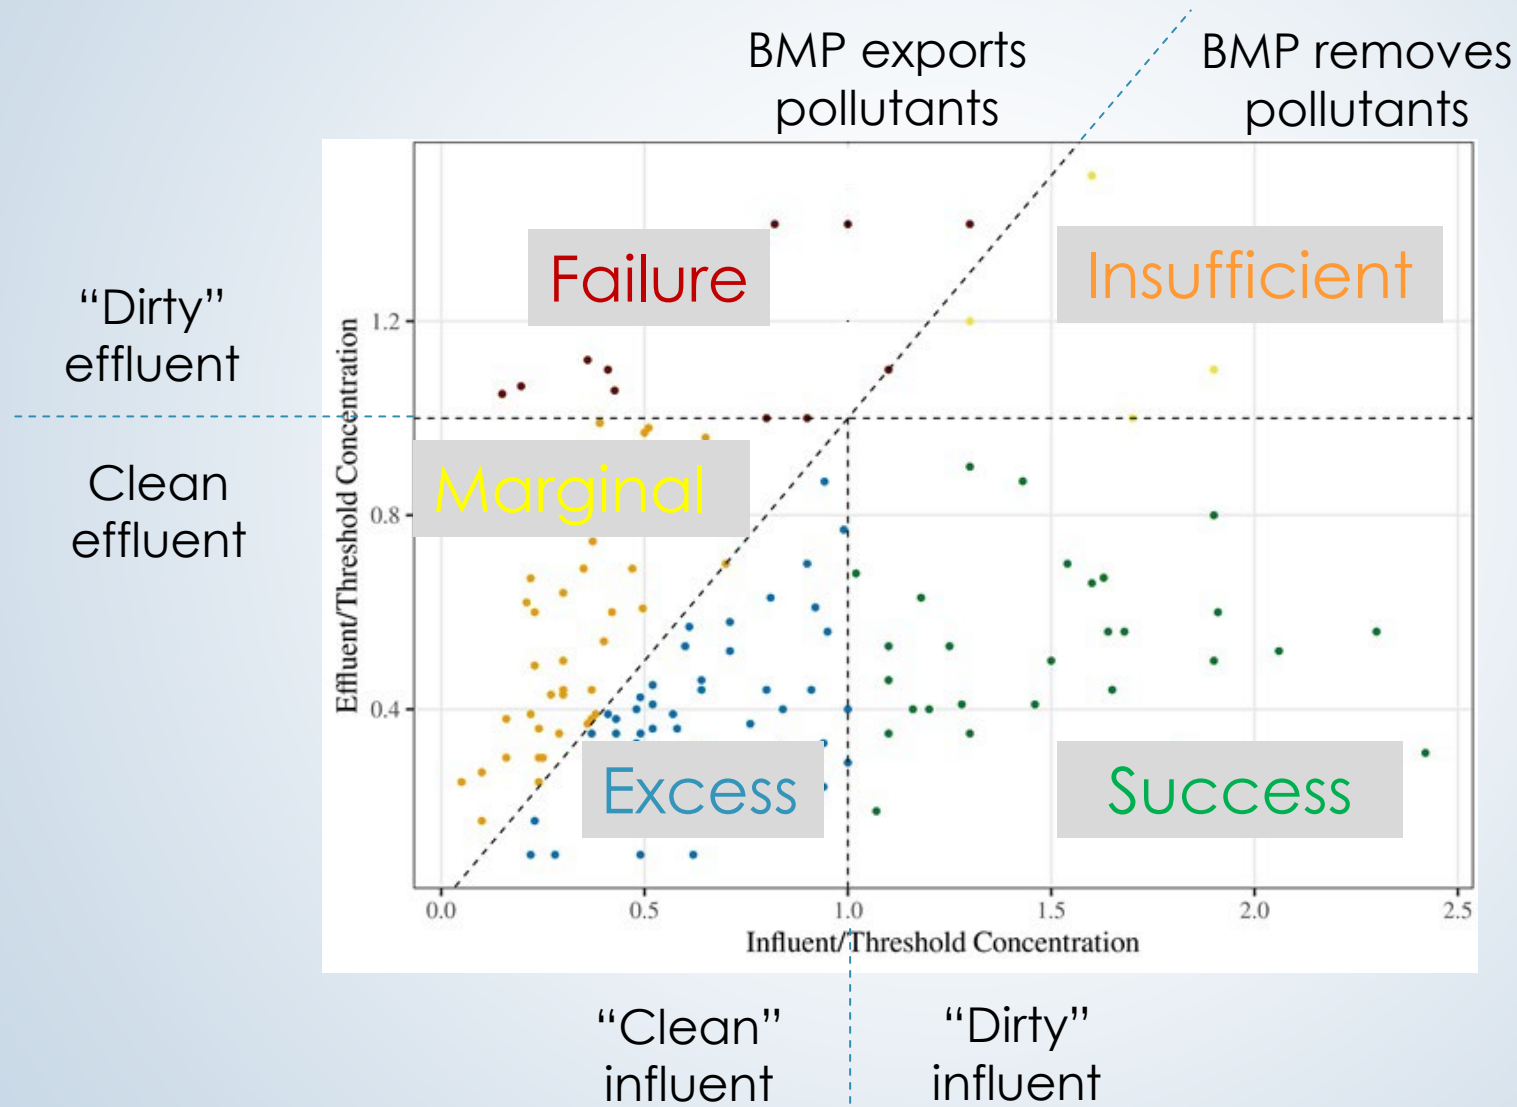 BMP exports
pollutants
BMP removes
pollutants
Failure
Insufficient
“Dirty”
effluent
Clean
effluent
Marginal
Excess
Success
Effluent/Threshold Concentration
1.2
0.8
0.4
0.0
0.5
1.0
1.5
2.0
2.5
Influent/Threshold Concentration
“Clean”
influent
“Dirty”
influent